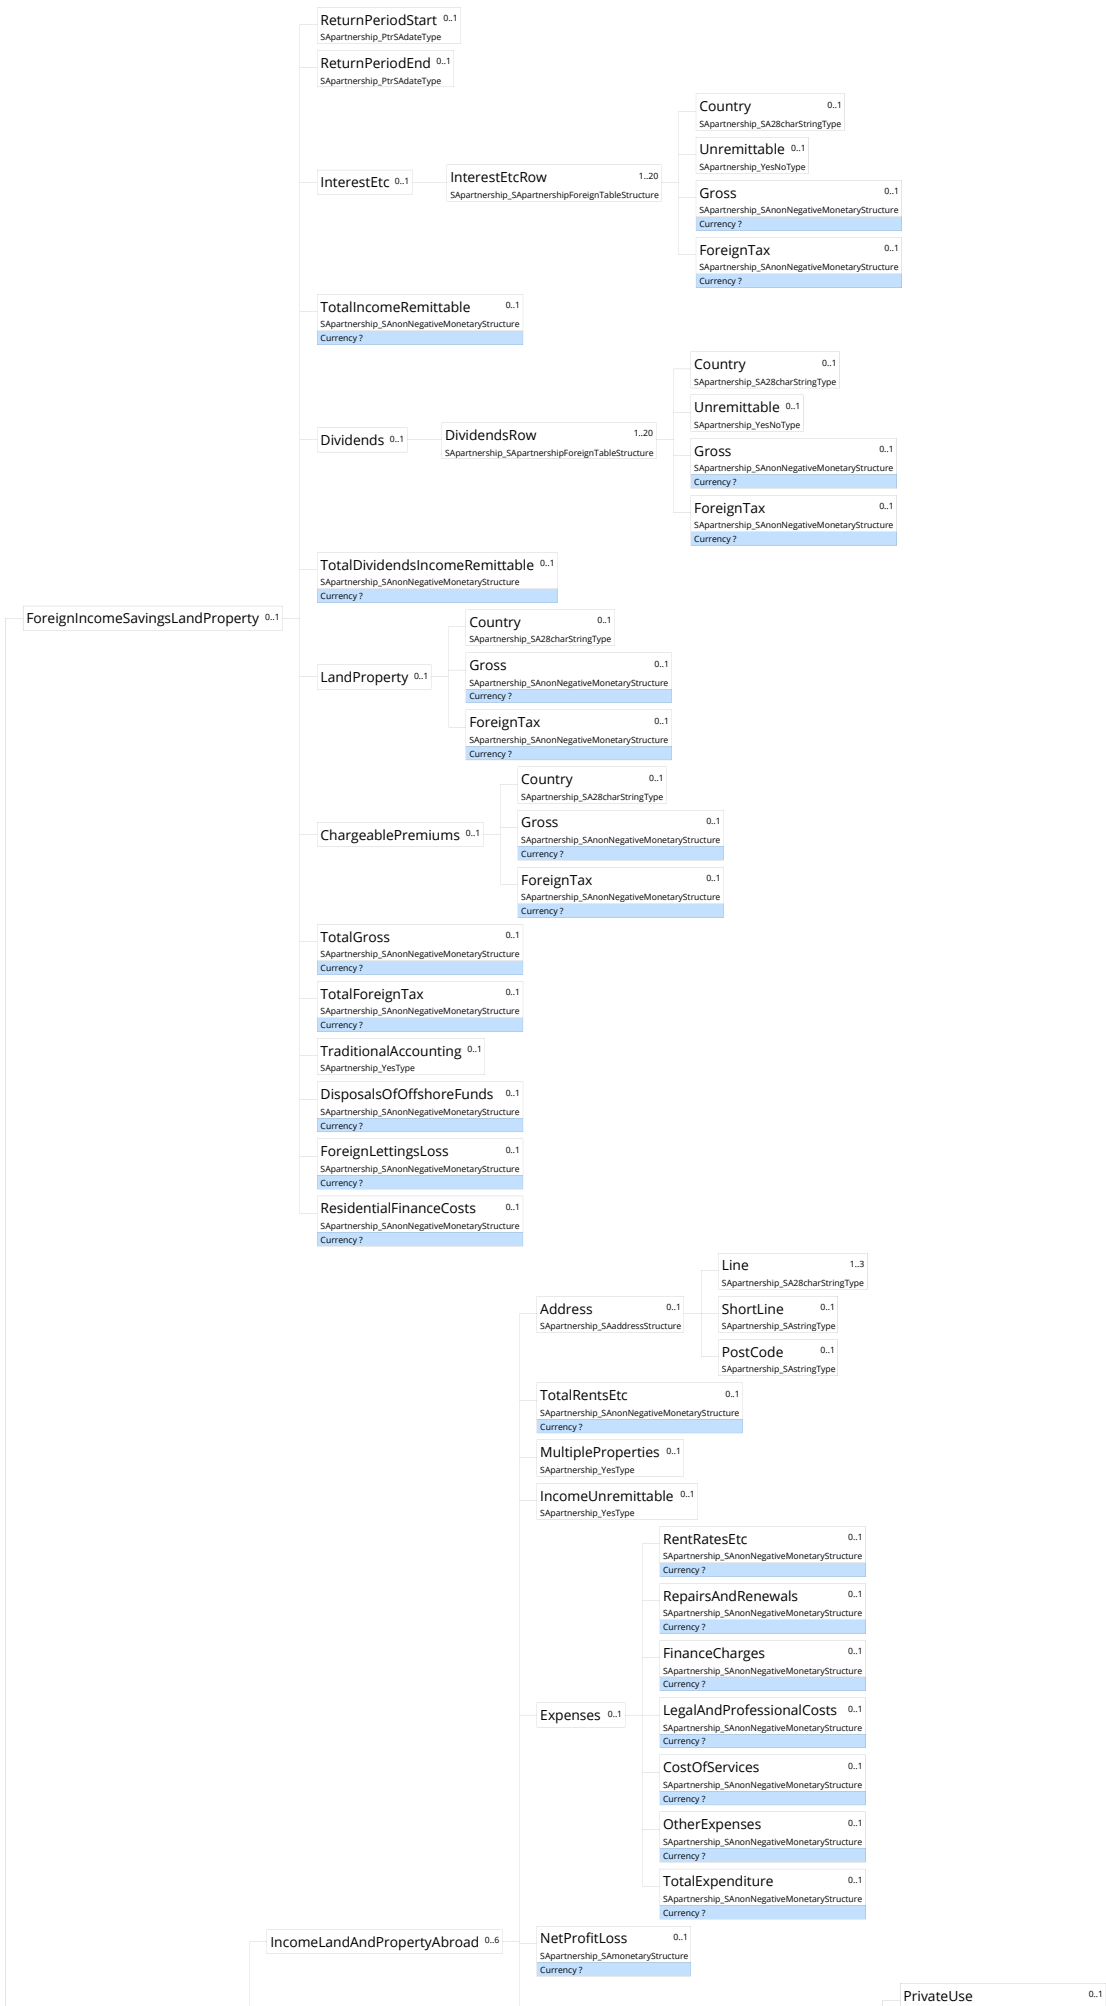 ReturnPeriodStart 0..1
SApartnership_PtrSAdateType
ReturnPeriodEnd 0..1
SApartnership_PtrSAdateType
Country 0..1
SApartnership_SA28charStringType
Unremittable 0..1
SApartnership_YesNoType
InterestEtc 0..1
InterestEtcRow 1..20
SApartnership_SApartnershipForeignTableStructure
Gross 0..1
SApartnership_SAnonNegativeMonetaryStructure
Currency ?
ForeignTax 0..1
SApartnership_SAnonNegativeMonetaryStructure
Currency ?
TotalIncomeRemittable 0..1
SApartnership_SAnonNegativeMonetaryStructure
Currency ?
Country 0..1
SApartnership_SA28charStringType
Unremittable 0..1
SApartnership_YesNoType
Dividends 0..1
DividendsRow 1..20
SApartnership_SApartnershipForeignTableStructure
Gross 0..1
SApartnership_SAnonNegativeMonetaryStructure
Currency ?
ForeignTax 0..1
SApartnership_SAnonNegativeMonetaryStructure
Currency ?
TotalDividendsIncomeRemittable 0..1
SApartnership_SAnonNegativeMonetaryStructure
Currency ?
ForeignIncomeSavingsLandProperty 0..1
Country 0..1
SApartnership_SA28charStringType
LandProperty 0..1
Gross 0..1
SApartnership_SAnonNegativeMonetaryStructure
Currency ?
ForeignTax 0..1
SApartnership_SAnonNegativeMonetaryStructure
Currency ?
Country 0..1
SApartnership_SA28charStringType
ChargeablePremiums 0..1
Gross 0..1
SApartnership_SAnonNegativeMonetaryStructure
Currency ?
ForeignTax 0..1
SApartnership_SAnonNegativeMonetaryStructure
Currency ?
TotalGross 0..1
SApartnership_SAnonNegativeMonetaryStructure
Currency ?
TotalForeignTax 0..1
SApartnership_SAnonNegativeMonetaryStructure
Currency ?
TraditionalAccounting 0..1
SApartnership_YesType
DisposalsOfOffshoreFunds 0..1
SApartnership_SAnonNegativeMonetaryStructure
Currency ?
ForeignLettingsLoss 0..1
SApartnership_SAnonNegativeMonetaryStructure
Currency ?
ResidentialFinanceCosts 0..1
SApartnership_SAnonNegativeMonetaryStructure
Currency ?
Line 1..3
SApartnership_SA28charStringType
Address 0..1
SApartnership_SAaddressStructure
ShortLine 0..1
SApartnership_SAstringType
PostCode 0..1
SApartnership_SAstringType
TotalRentsEtc 0..1
SApartnership_SAnonNegativeMonetaryStructure
Currency ?
MultipleProperties 0..1
SApartnership_YesType
IncomeUnremittable 0..1
SApartnership_YesType
RentRatesEtc 0..1
SApartnership_SAnonNegativeMonetaryStructure
Currency ?
RepairsAndRenewals 0..1
SApartnership_SAnonNegativeMonetaryStructure
Currency ?
FinanceCharges 0..1
SApartnership_SAnonNegativeMonetaryStructure
Currency ?
Expenses 0..1
LegalAndProfessionalCosts 0..1
SApartnership_SAnonNegativeMonetaryStructure
Currency ?
CostOfServices 0..1
SApartnership_SAnonNegativeMonetaryStructure
Currency ?
OtherExpenses 0..1
SApartnership_SAnonNegativeMonetaryStructure
Currency ?
TotalExpenditure 0..1
SApartnership_SAnonNegativeMonetaryStructure
Currency ?
IncomeLandAndPropertyAbroad 0..6
NetProfitLoss 0..1
SApartnership_SAmonetaryStructure
Currency ?
PrivateUse 0..1